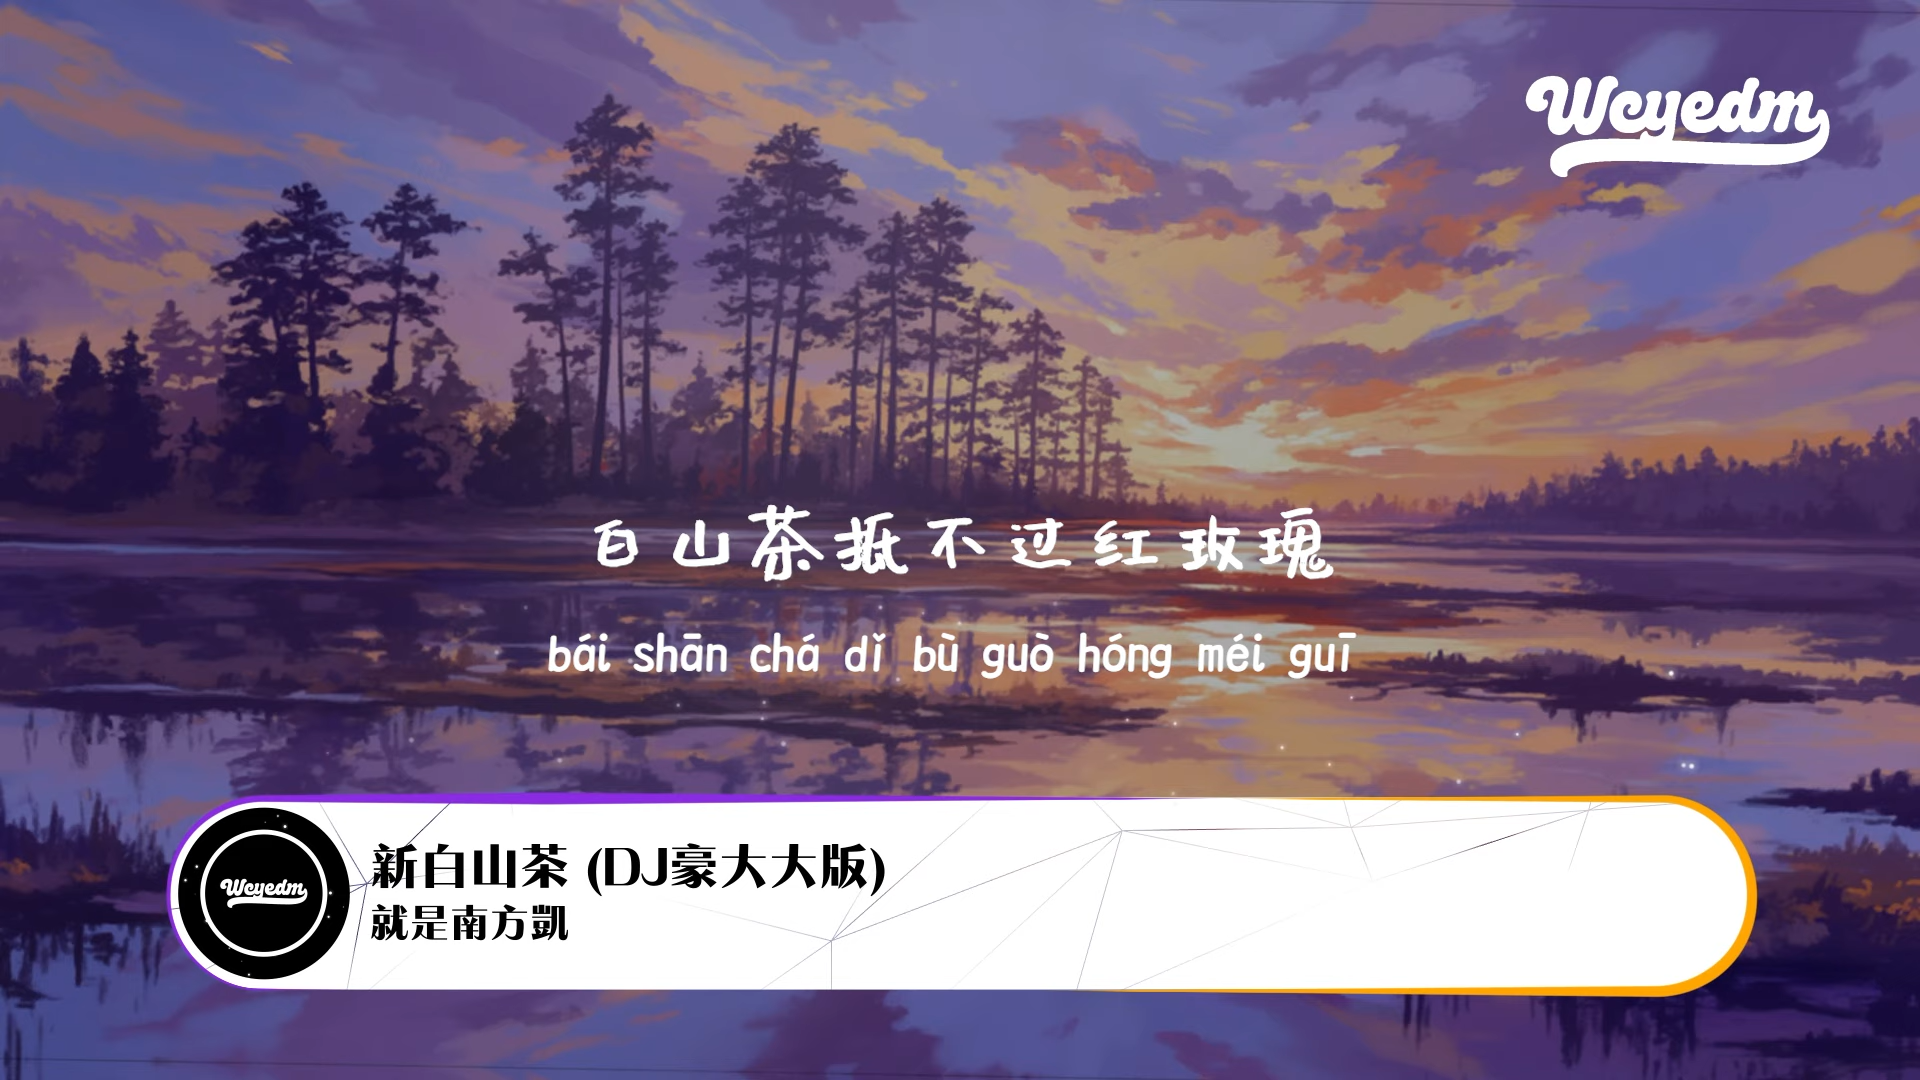 Wcyedm
白山茶抵不过红玫瑰
bái shān chá dǐ bù guò hóng méi guī
Wcyedm
新白山茶 (DJ豪大大版)
就是南方凱